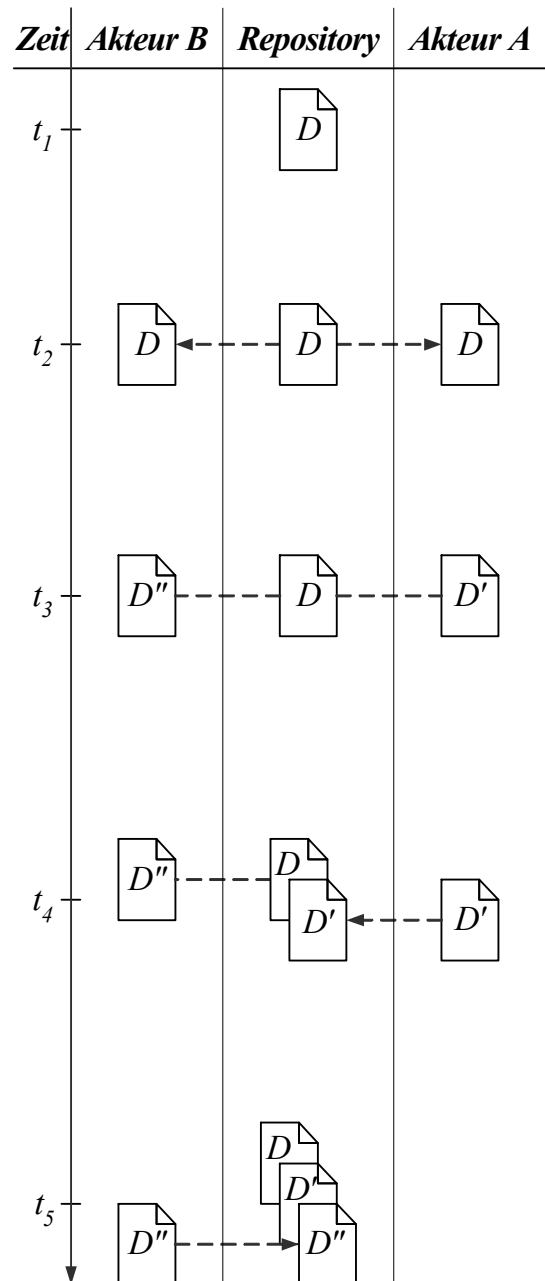 Zeit Akteur B Repository Akteur A
t1 D
t2 D D D
t3 D" D D'
D
t4 D" D' D'
D
D'
t5 D" D"